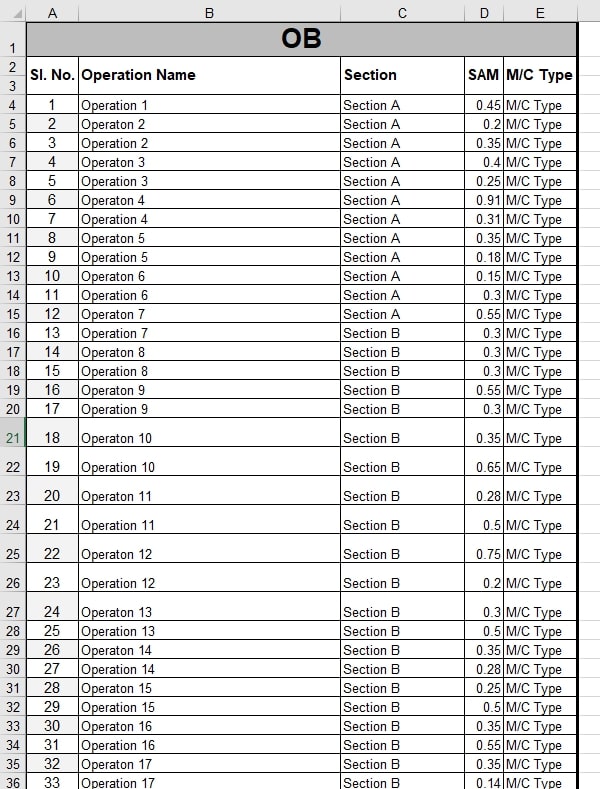 A B C D E
1 OB
2 Sl. No. Operation Name Section SAM M/C Type
3
4 1 Operation 1 Section A 0.45 M/C Type
5 2 Operaton 2 Section A 0.2 M/C Type
6 3 Operation 2 Section A 0.35 M/C Type
7 4 Operaton 3 Section A 0.4 M/C Type
8 5 Operation 3 Section A 0.25 M/C Type
9 6 Operaton 4 Section A 0.91 M/C Type
10 7 Operation 4 Section A 0.31 M/C Type
11 8 Operaton 5 Section A 0.35 M/C Type
12 9 Operation 5 Section A 0.18 M/C Type
13 10 Operaton 6 Section A 0.15 M/C Type
14 11 Operation 6 Section A 0.3 M/C Type
15 12 Operaton 7 Section A 0.55 M/C Type
16 13 Operation 7 Section B 0.3 M/C Type
17 14 Operaton 8 Section B 0.3 M/C Type
18 15 Operation 8 Section B 0.3 M/C Type
19 16 Operaton 9 Section B 0.55 M/C Type
20 17 Operation 9 Section B 0.3 M/C Type
21 18 Operaton 10 Section B 0.35 M/C Type
22 19 Operation 10 Section B 0.65 M/C Type
23 20 Operaton 11 Section B 0.28 M/C Type
24 21 Operation 11 Section B 0.5 M/C Type
25 22 Operaton 12 Section B 0.75 M/C Type
26 23 Operation 12 Section B 0.2 M/C Type
27 24 Operaton 13 Section B 0.3 M/C Type
28 25 Operation 13 Section B 0.5 M/C Type
29 26 Operaton 14 Section B 0.35 M/C Type
30 27 Operation 14 Section B 0.28 M/C Type
31 28 Operaton 15 Section B 0.25 M/C Type
32 29 Operation 15 Section B 0.5 M/C Type
33 30 Operaton 16 Section B 0.35 M/C Type
34 31 Operation 16 Section B 0.55 M/C Type
35 32 Operaton 17 Section B 0.35 M/C Type
36 33 Operation 17 Section B 0.14 M/C Type